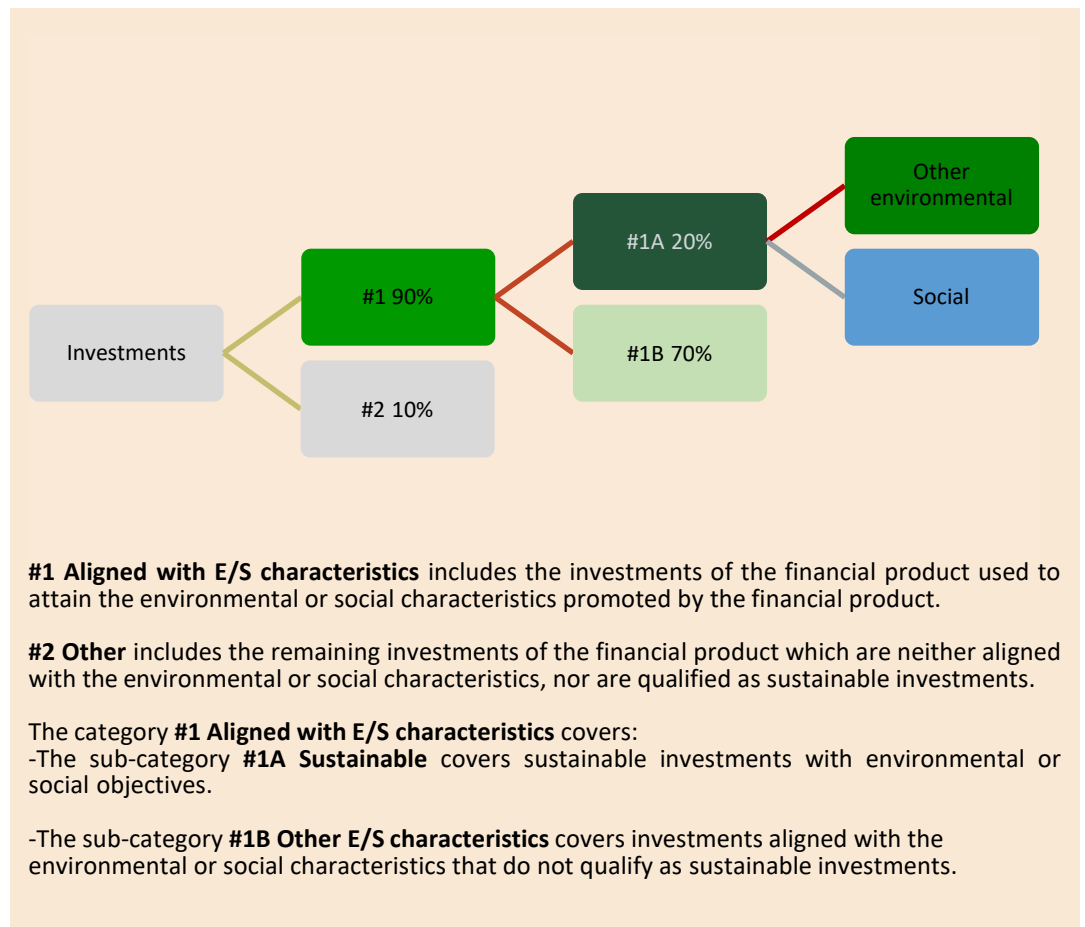 Other
environmental
#1A 20%
#1 90%
Social
Investments
#1B 70%
#2 10%
#1 Aligned with E/S characteristics includes the investments of the financial product used to
attain the environmental or social characteristics promoted by the financial product.
#2 Other includes the remaining investments of the financial product which are neither aligned
with the environmental or social characteristics, nor are qualified as sustainable investments.
The category #1 Aligned with E/S characteristics covers:
-The sub-category #1A Sustainable covers sustainable investments with environmental or
social objectives.
-The sub-category #1B Other E/S characteristics covers investments aligned with the
environmental or social characteristics that do not qualify as sustainable investments.